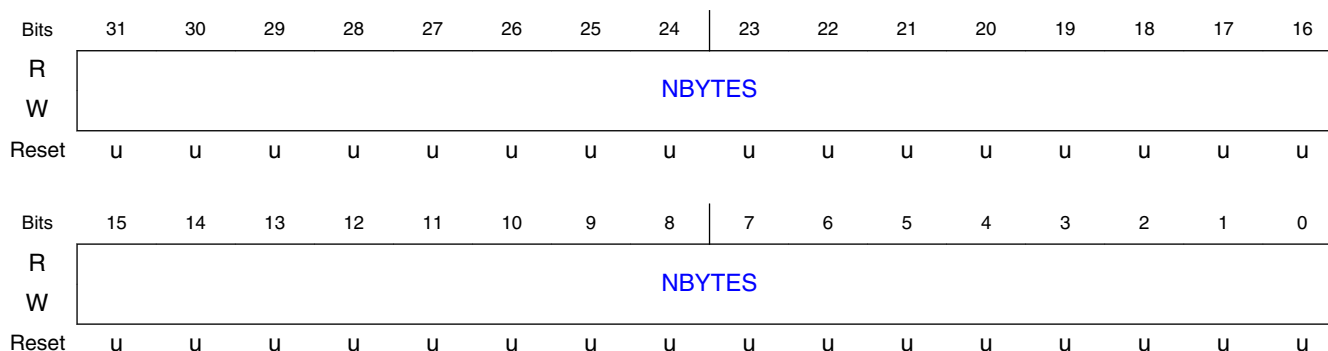 Bits 31 30 29 28 27 26 25 24 23 22 21 20 19 18 17 16
R
NBYTES
W
Reset u u u u u u u u u u u u u u u u
Bits 15 14 13 12 11 10 9 8 7 6 5 4 3 2 1 0
R
NBYTES
W
Reset u u u u u u u u u u u u u u u u